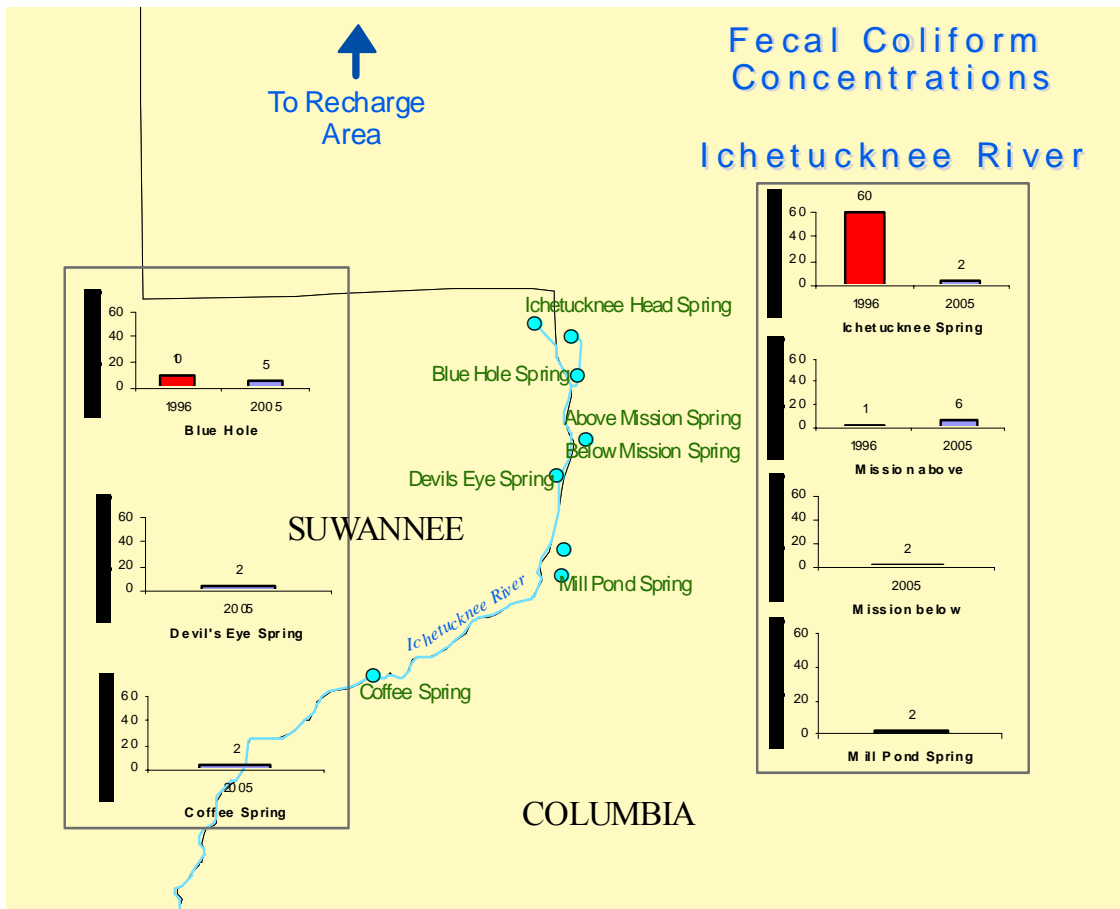 Fecal Coliform
Concentrations
Ichetucknee River
To Recharge
Area
60
40
20
0
60
2
1996
2005
Ichetucknee Spring
60
40
20
0
1
6
1996
2005
Mission above
60
40
20
0
2
2005
Mission below
60
40
20
0
2
Mill Pond Spring
60
40
20
0
10
5
1996
2005
Blue Hole
60
40
20
0
2
2005
Devil's Eye Spring
60
40
20
0
2
2005
Coffee Spring
Ichetucknee Head Spring
Blue Hole Spring
Above Mission Spring
Below Mission Spring
Devils Eye Spring
SUWANNEE
Mill Pond Spring
Ichetucknee River
Coffee Spring
COLUMBIA